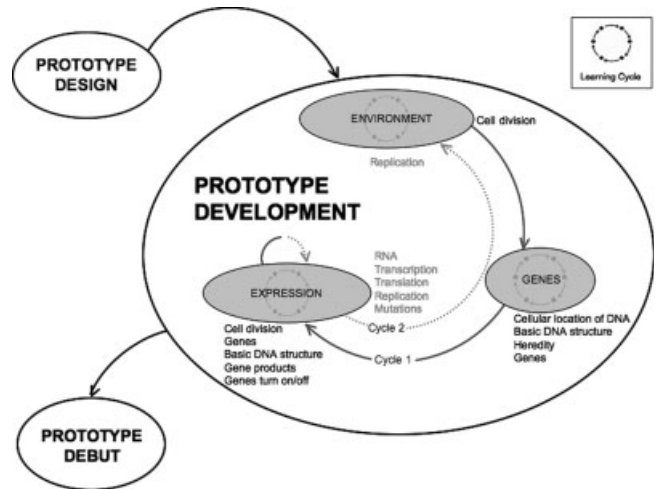 PROTOTYPE
DESIGN
Learning Cycle
ENVIRONMENT
Cell division
Replication
PROTOTYPE
DEVELOPMENT
RNA
Transcription
Translation
Replication
Mutations
EXPRESSION
GENES
Cell division
Genes
Basic DNA structure
Gene products
Genes turn on/off
Cycle 2
Cycle 1
Cellular location of DNA
Basic DNA structure
Heredity
Genes
PROTOTYPE
DEBUT